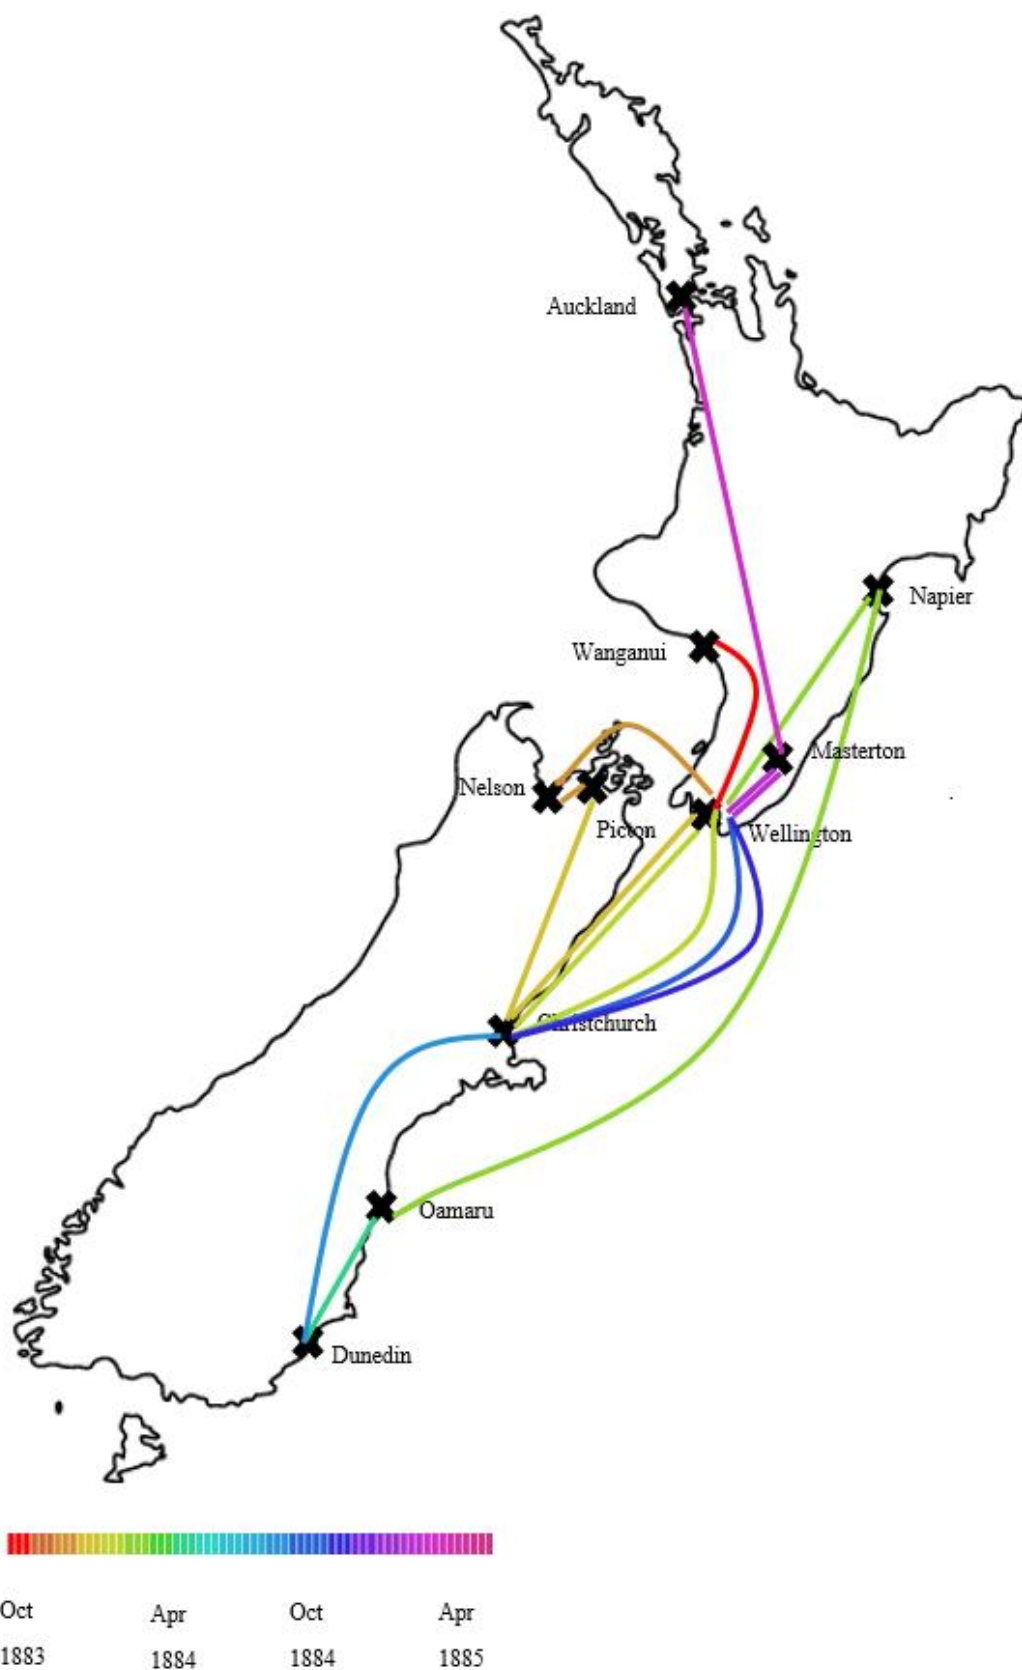 Auckland
Napier
Wanganui
Masterton
Nelson
Picton
Wellington
Christchurch
Oamaru
Dunedin
Oct Apr Oct Apr
1883 1884 1884 1885